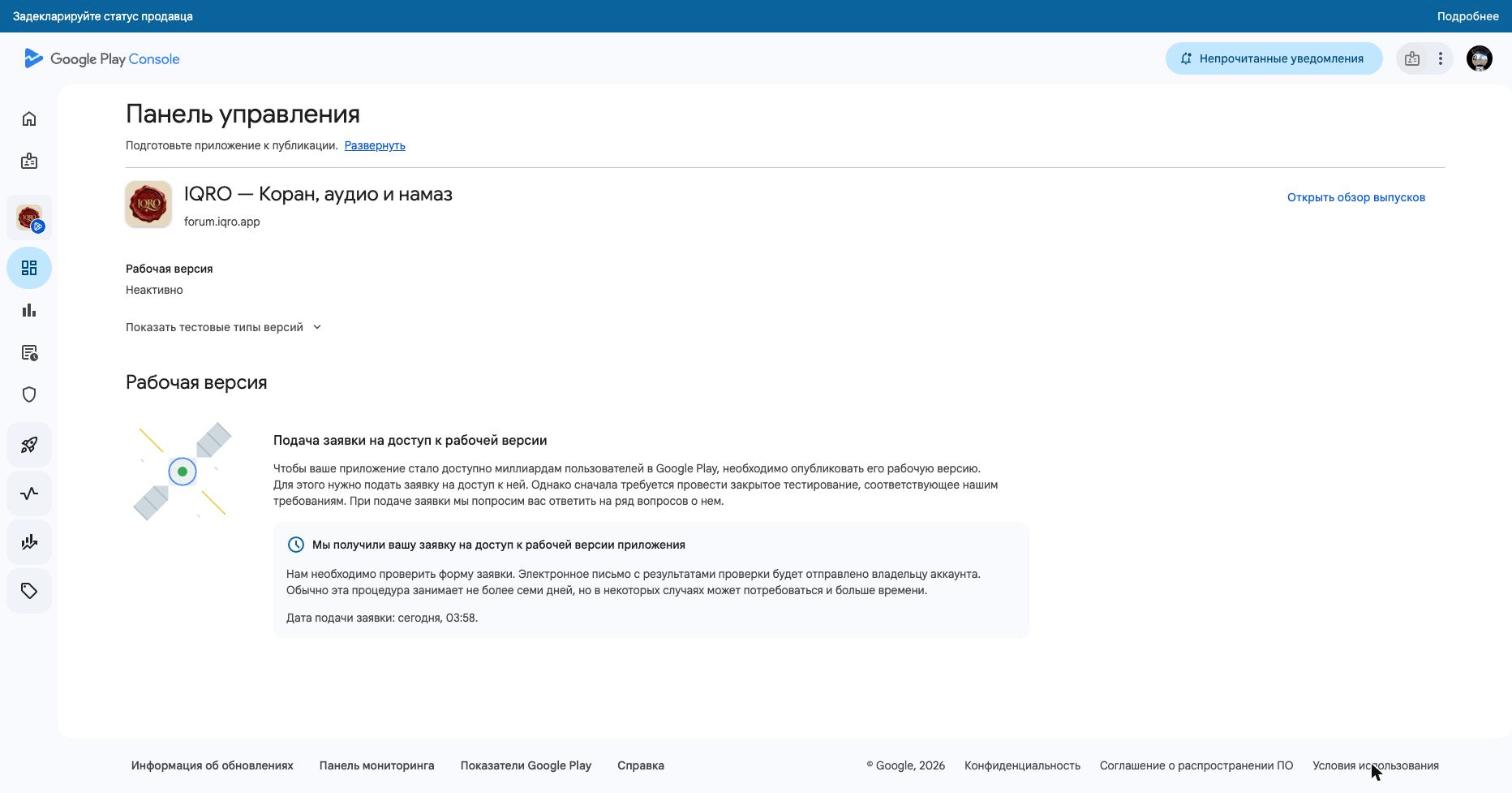 Задекларируйте статус продавца
Подробнее
Google Play Console
Непрочитанные уведомления
Панель управления
Подготовьте приложение к публикации. Развернуть
IQRO
IQRO — Коран, аудио и намаз
forum.iqro.app
Открыть обзор выпусков
IQRO
Рабочая версия
Неактивно
Показать тестовые типы версий
Рабочая версия
Подача заявки на доступ к рабочей версии
Чтобы ваше приложение стало доступно миллиардам пользователей в Google Play, необходимо опубликовать его рабочую версию.
Для этого нужно подать заявку на доступ к ней. Однако сначала требуется провести закрытое тестирование, соответствующее нашим
требованиям. При подаче заявки мы попросим вас ответить на ряд вопросов о нем.
Мы получили вашу заявку на доступ к рабочей версии приложения
Нам необходимо проверить форму заявки. Электронное письмо с результатами проверки будет отправлено владельцу аккаунта.
Обычно эта процедура занимает не более семи дней, но в некоторых случаях может потребоваться и больше времени.
Дата подачи заявки: сегодня, 03:58.
Информация об обновлениях
Панель мониторинга
Показатели Google Play
Справка
© Google, 2026
Конфиденциальность
Соглашение о распространении ПО
Условия использования